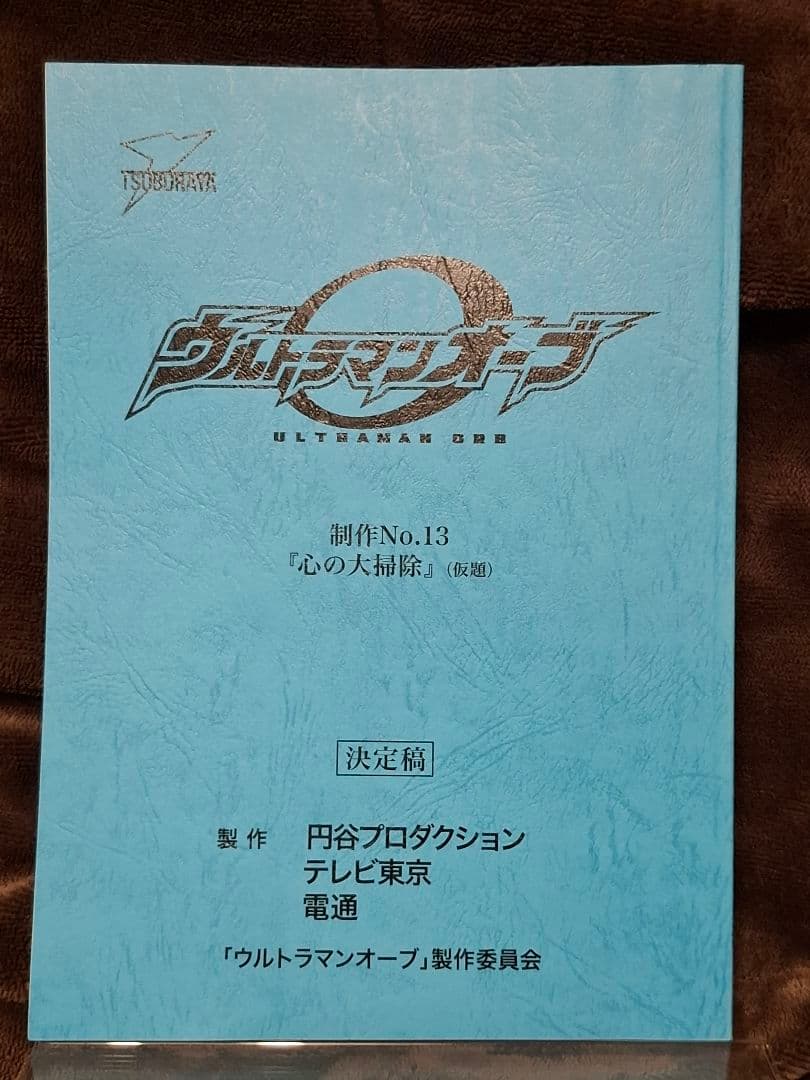 TSUBURAYA
ウルトラマンオーブ
ULTRAMAN ORB
制作No.13
『心の大掃除』（仮題）
決定稿
製作 円谷プロダクション
テレビ東京
電通
「ウルトラマンオーブ」製作委員会